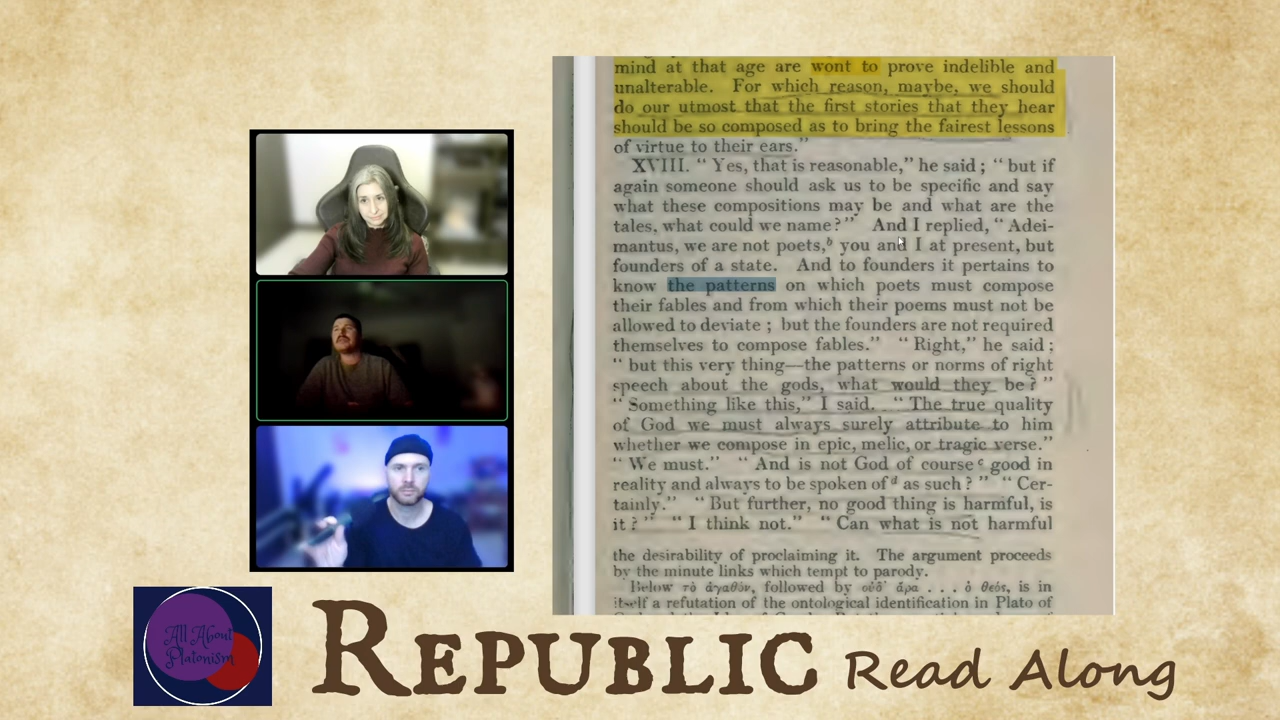 mind at that age are wont to prove indelible and
unalterable. For which reason, maybe, we should
do our utmost that the first stories that they hear
should be so composed as to bring the fairest lessons
of virtue to their ears.”
XVIII. “ Yes, that is reasonable,” he said ; “ but if
again someone should ask us to be specific and say
what these compositions may be and what are the
tales, what could we name ? ” And I replied, “ Adei-
mantus, we are not poets,b you and I at present, but
founders of a state. And to founders it pertains to
know the patterns on which poets must compose
their fables and from which their poems must not be
allowed to deviate ; but the founders are not required
themselves to compose fables.” “ Right,” he said ;
“ but this very thing—the patterns or norms of right
speech about the gods, what would they be ? ”
“ Something like this,” I said. “ The true quality
of God we must always surely attribute to him
whether we compose in epic, melic, or tragic verse.”
“ We must.” “ And is not God of course c good in
reality and always to be spoken of d as such ? ” “ Cer-
tainly.” “ But further, no good thing is harmful, is
it ? ” “ I think not.” “ Can what is not harmful
the desirability of proclaiming it. The argument proceeds
by the minute links which tempt to parody.
Below τὸ ἀγαθόν, followed by οὐδ’ ἄρα . . . ὁ θεός, is in
itself a refutation of the ontological identification in Plato of
All About
Platonism
REPUBLIC Read Along